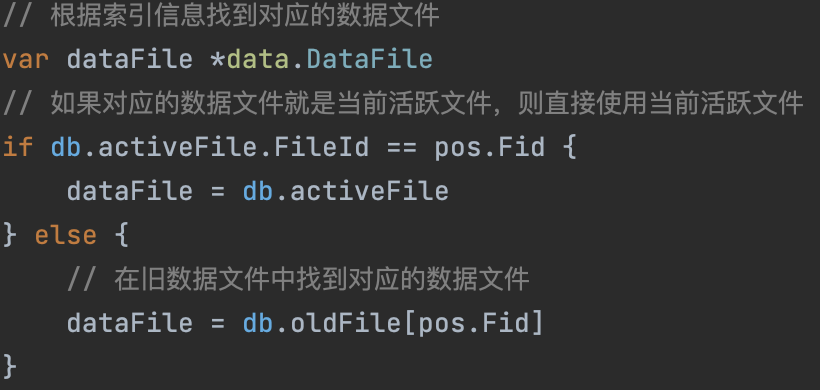 // 根据索引信息找到对应的数据文件
var dataFile *data.DataFile
// 如果对应的数据文件就是当前活跃文件，则直接使用当前活跃文件
if db.activeFile.FileId == pos.Fid {
    dataFile = db.activeFile
} else {
    // 在旧数据文件中找到对应的数据文件
    dataFile = db.oldFile[pos.Fid]
}